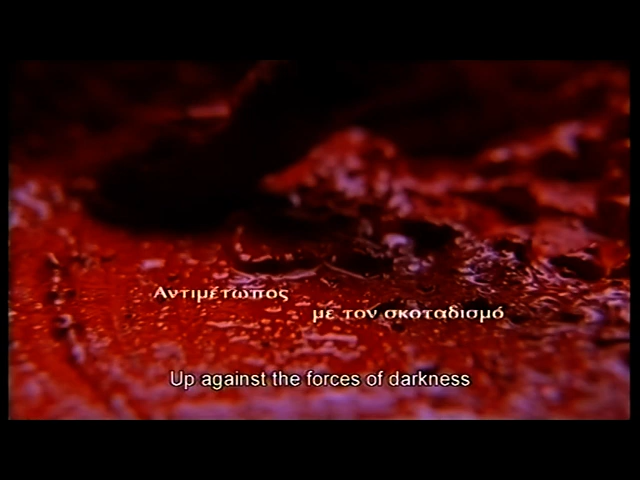 Αντιμέτωπος
με τον σκοταδισμό
Up against the forces of darkness